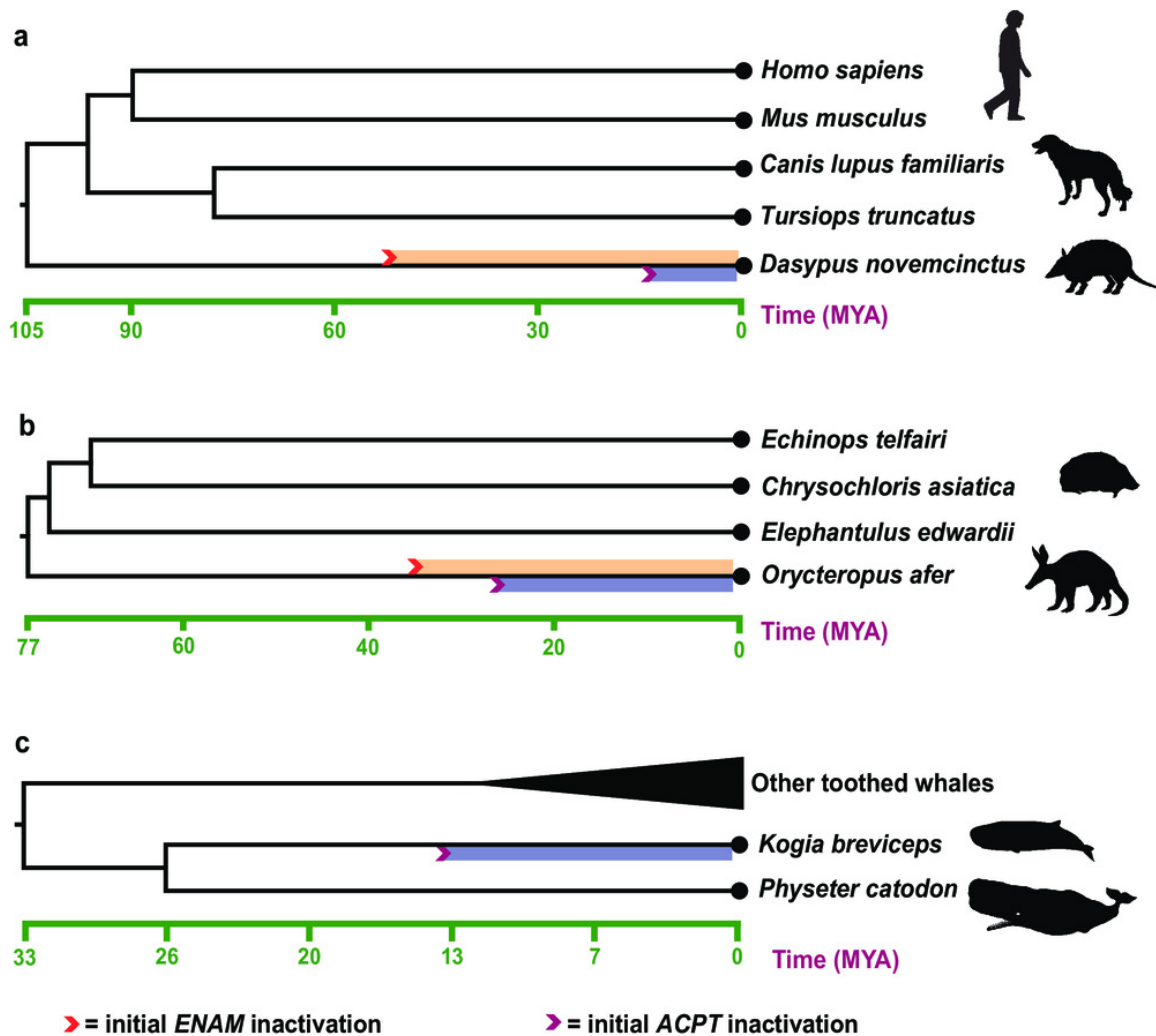 a
Homo sapiens
Mus musculus
Canis lupus familiaris
Tursiops truncatus
Dasypus novemcinctus
105 90 60 30 0 Time (MYA)
b
Echinops telfairi
Chrysochloris asiatica
Elephantulus edwardii
Orycteropus afer
77 60 40 20 0 Time (MYA)
c
Other toothed whales
Kogia breviceps
Physeter catodon
33 26 20 13 7 0 Time (MYA)
= initial ENAM inactivation = initial ACPT inactivation